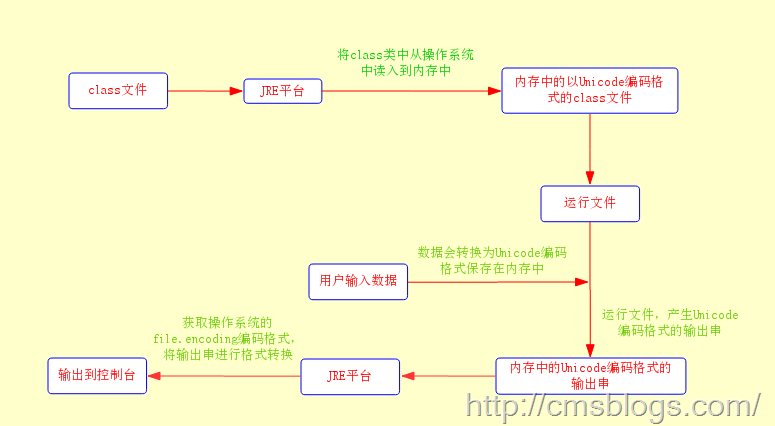 将class类中从操作系统
中读入到内存中
class文件
JRE平台
内存中的以Unicode编码格
式的class文件
运行文件
数据会转换为Unicode编码
格式保存在内存中
用户输入数据
运行文件，产生Unicode
编码格式的输出串
获取操作系统的
file.encoding编码格式，
将输出串进行格式转换
输出到控制台
JRE平台
内存中的Unicode编码格式的
输出串
http://cmsblogs.com/